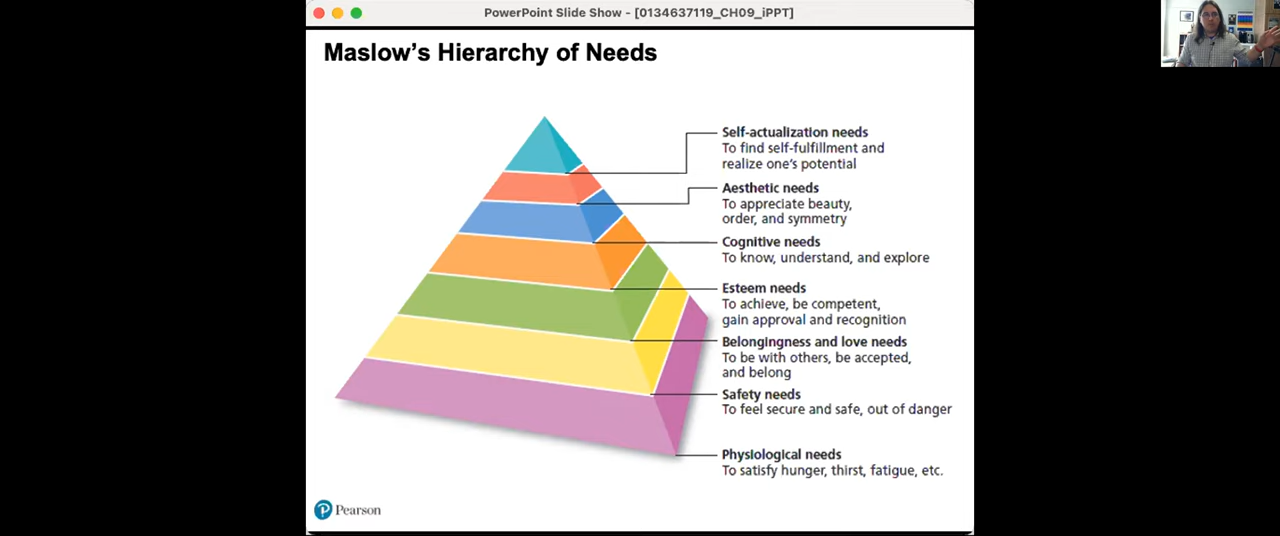 PowerPoint Slide Show - [0134637119_CH09_iPPT]
Maslow's Hierarchy of Needs
Self-actualization needs
To find self-fulfillment and
realize one's potential
Aesthetic needs
To appreciate beauty,
order, and symmetry
Cognitive needs
To know, understand, and explore
Esteem needs
To achieve, be competent,
gain approval and recognition
Belongingness and love needs
To be with others, be accepted,
and belong
Safety needs
To feel secure and safe, out of danger
Physiological needs
To satisfy hunger, thirst, fatigue, etc.
P Pearson